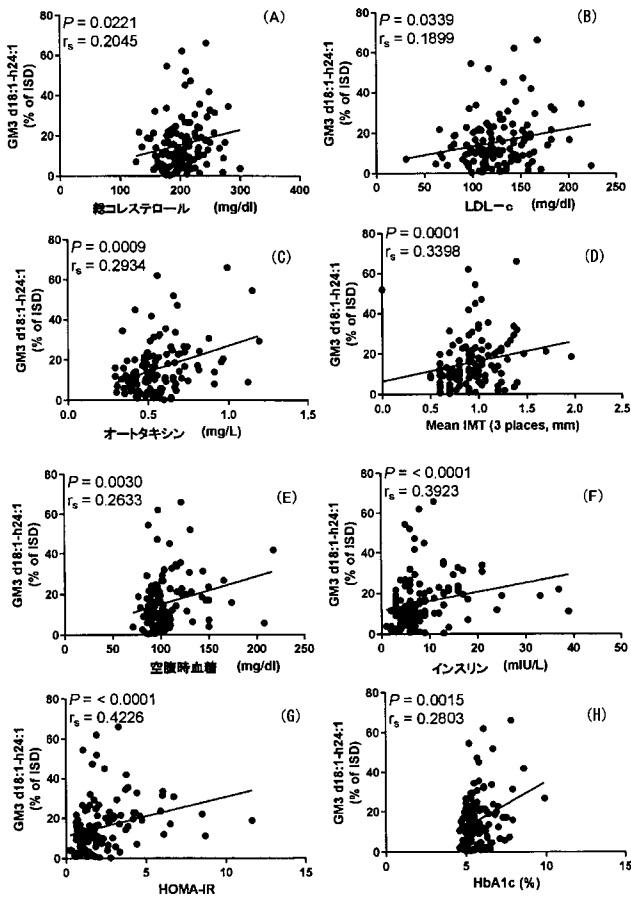 (A)
P = 0.0221
rs = 0.2045
GM3 d18:1-h24:1
(% of ISD)
80
60
40
20
0
0 100 200 300 400
総コレステロール (mg/dl)
(B)
P = 0.0339
rs = 0.1899
GM3 d18:1-h24:1
(% of ISD)
80
60
40
20
0
0 50 100 150 200 250
LDL-c (mg/dl)
(C)
P = 0.0009
rs = 0.2934
GM3 d18:1-h24:1
(% of ISD)
80
60
40
20
0
0.0 0.5 1.0 1.5
オートタキシン (mg/L)
(D)
P = 0.0001
rs = 0.3398
GM3 d18:1-h24:1
(% of ISD)
80
60
40
20
0
0.0 0.5 1.0 1.5 2.0 2.5
Mean IMT (3 places, mm)
(E)
P = 0.0030
rs = 0.2633
GM3 d18:1-h24:1
(% of ISD)
80
60
40
20
0
0 50 100 150 200 250
空腹時血糖 (mg/dl)
(F)
P = < 0.0001
rs = 0.3923
GM3 d18:1-h24:1
(% of ISD)
80
60
40
20
0
0 10 20 30 40 50
インスリン (mIU/L)
(G)
P = < 0.0001
rs = 0.4226
GM3 d18:1-h24:1
(% of ISD)
80
60
40
20
0
0 5 10 15
HOMA-IR
(H)
P = 0.0015
rs = 0.2803
GM3 d18:1-h24:1
(% of ISD)
80
60
40
20
0
0 5 10 15
HbA1c (%)